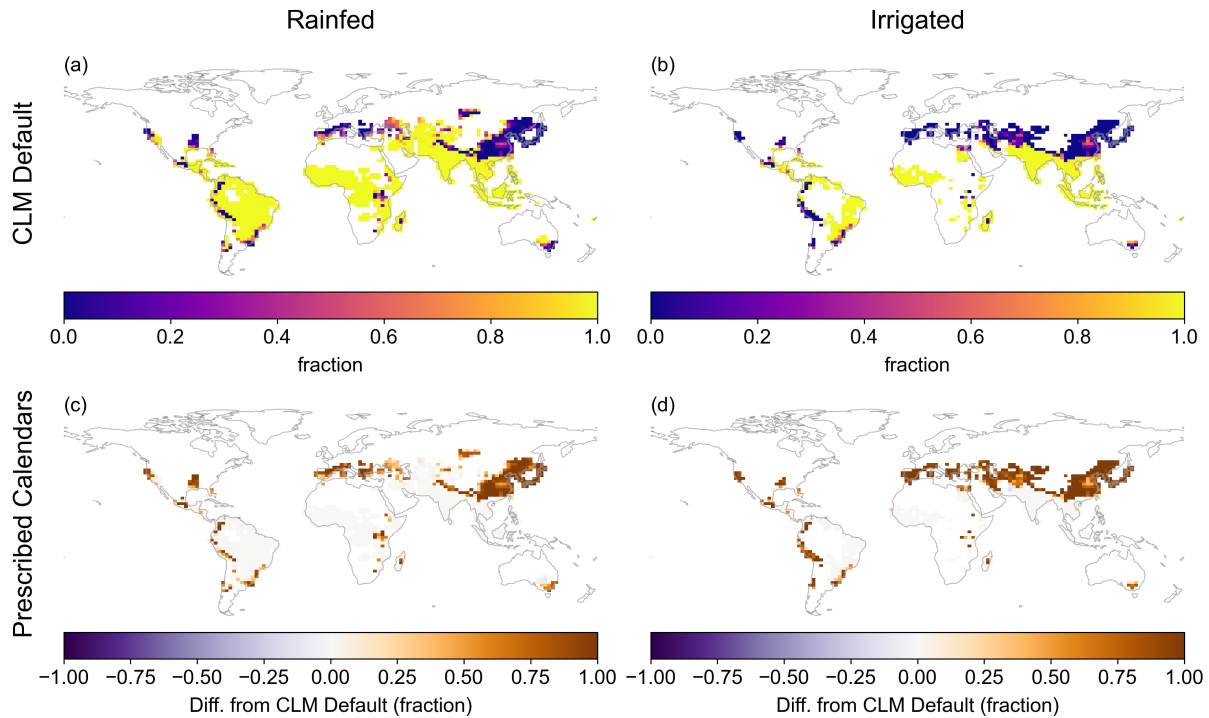 Rainfed Irrigated
CLM Default
(a) (b)
0.0 0.2 0.4 0.6 0.8 1.0
fraction
0.0 0.2 0.4 0.6 0.8 1.0
fraction
Prescribed Calendars
(c) (d)
−1.00 −0.75 −0.50 −0.25 0.00 0.25 0.50 0.75 1.00
Diff. from CLM Default (fraction)
−1.00 −0.75 −0.50 −0.25 0.00 0.25 0.50 0.75 1.00
Diff. from CLM Default (fraction)